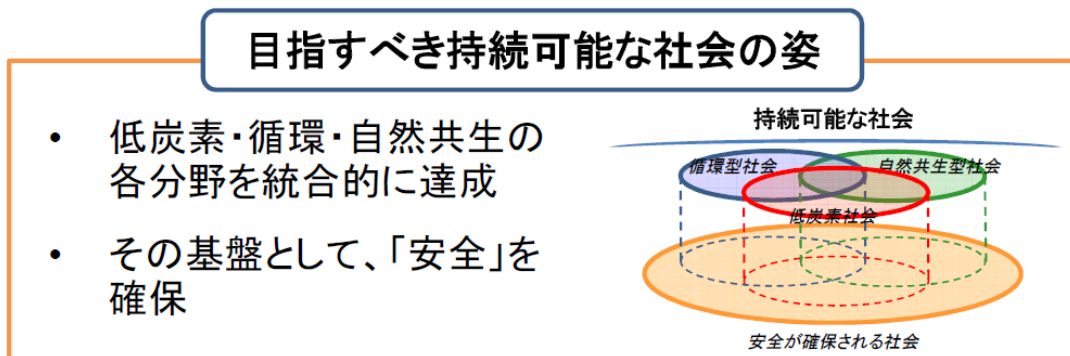 目指すべき持続可能な社会の姿
• 低炭素・循環・自然共生の
各分野を統合的に達成
• その基盤として、「安全」を
確保
持続可能な社会
循環型社会
自然共生型社会
低炭素社会
安全が確保される社会